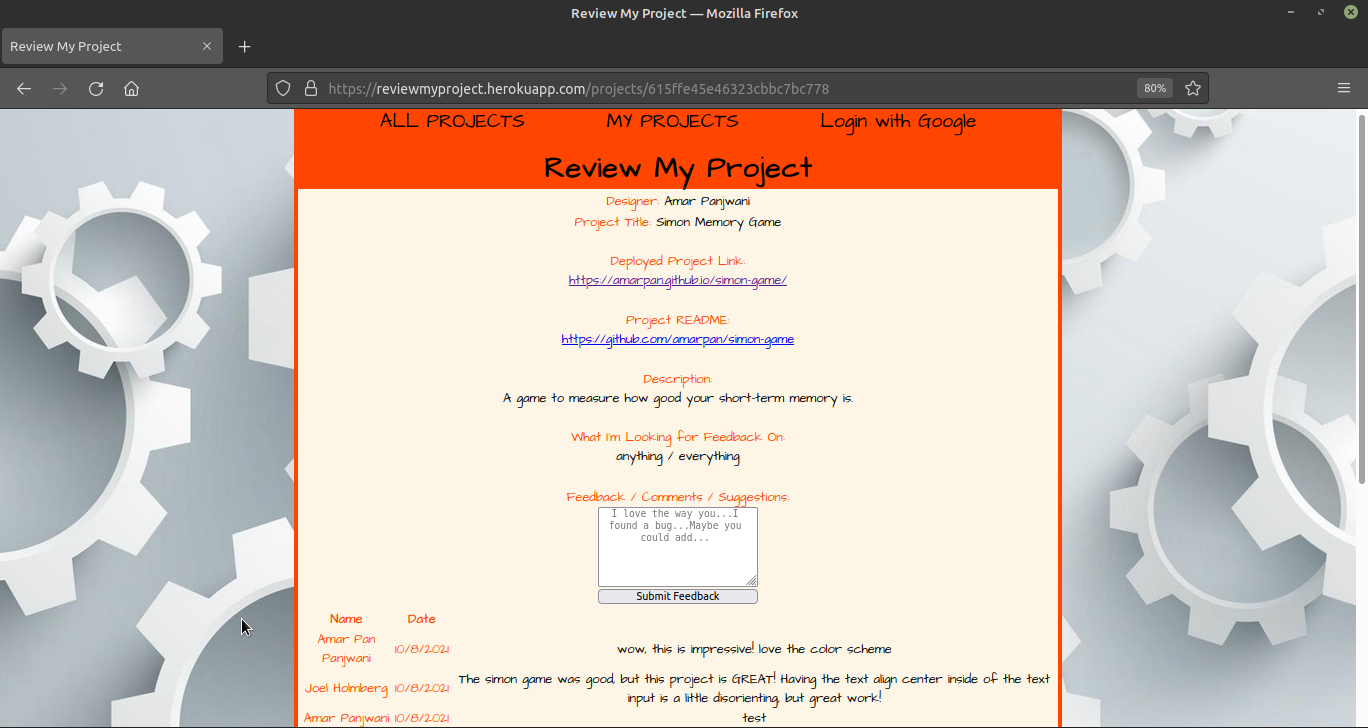 Review My Project — Mozilla Firefox
Review My Project
https://reviewmyproject.herokuapp.com/projects/615ffe45e46323cbbc7bc778
80%
ALL PROJECTS MY PROJECTS Login with Google
Review My Project
Designer: Amar Panjwani
Project Title: Simon Memory Game
Deployed Project Link:
https://amarpan.github.io/simon-game/
Project README:
https://github.com/amarpan/simon-game
Description:
A game to measure how good your short-term memory is.
What I'm Looking for Feedback On:
anything / everything
Feedback / Comments / Suggestions:
I love the way you...I
found a bug...Maybe you
could add...
Submit Feedback
Name Date
Amar Pan
Panjwani 10/8/2021 wow, this is impressive! love the color scheme
Joel Holmberg 10/8/2021 The simon game was good, but this project is GREAT! Having the text align center inside of the text
input is a little disorienting, but great work!
Amar Panjwani 10/8/2021 test